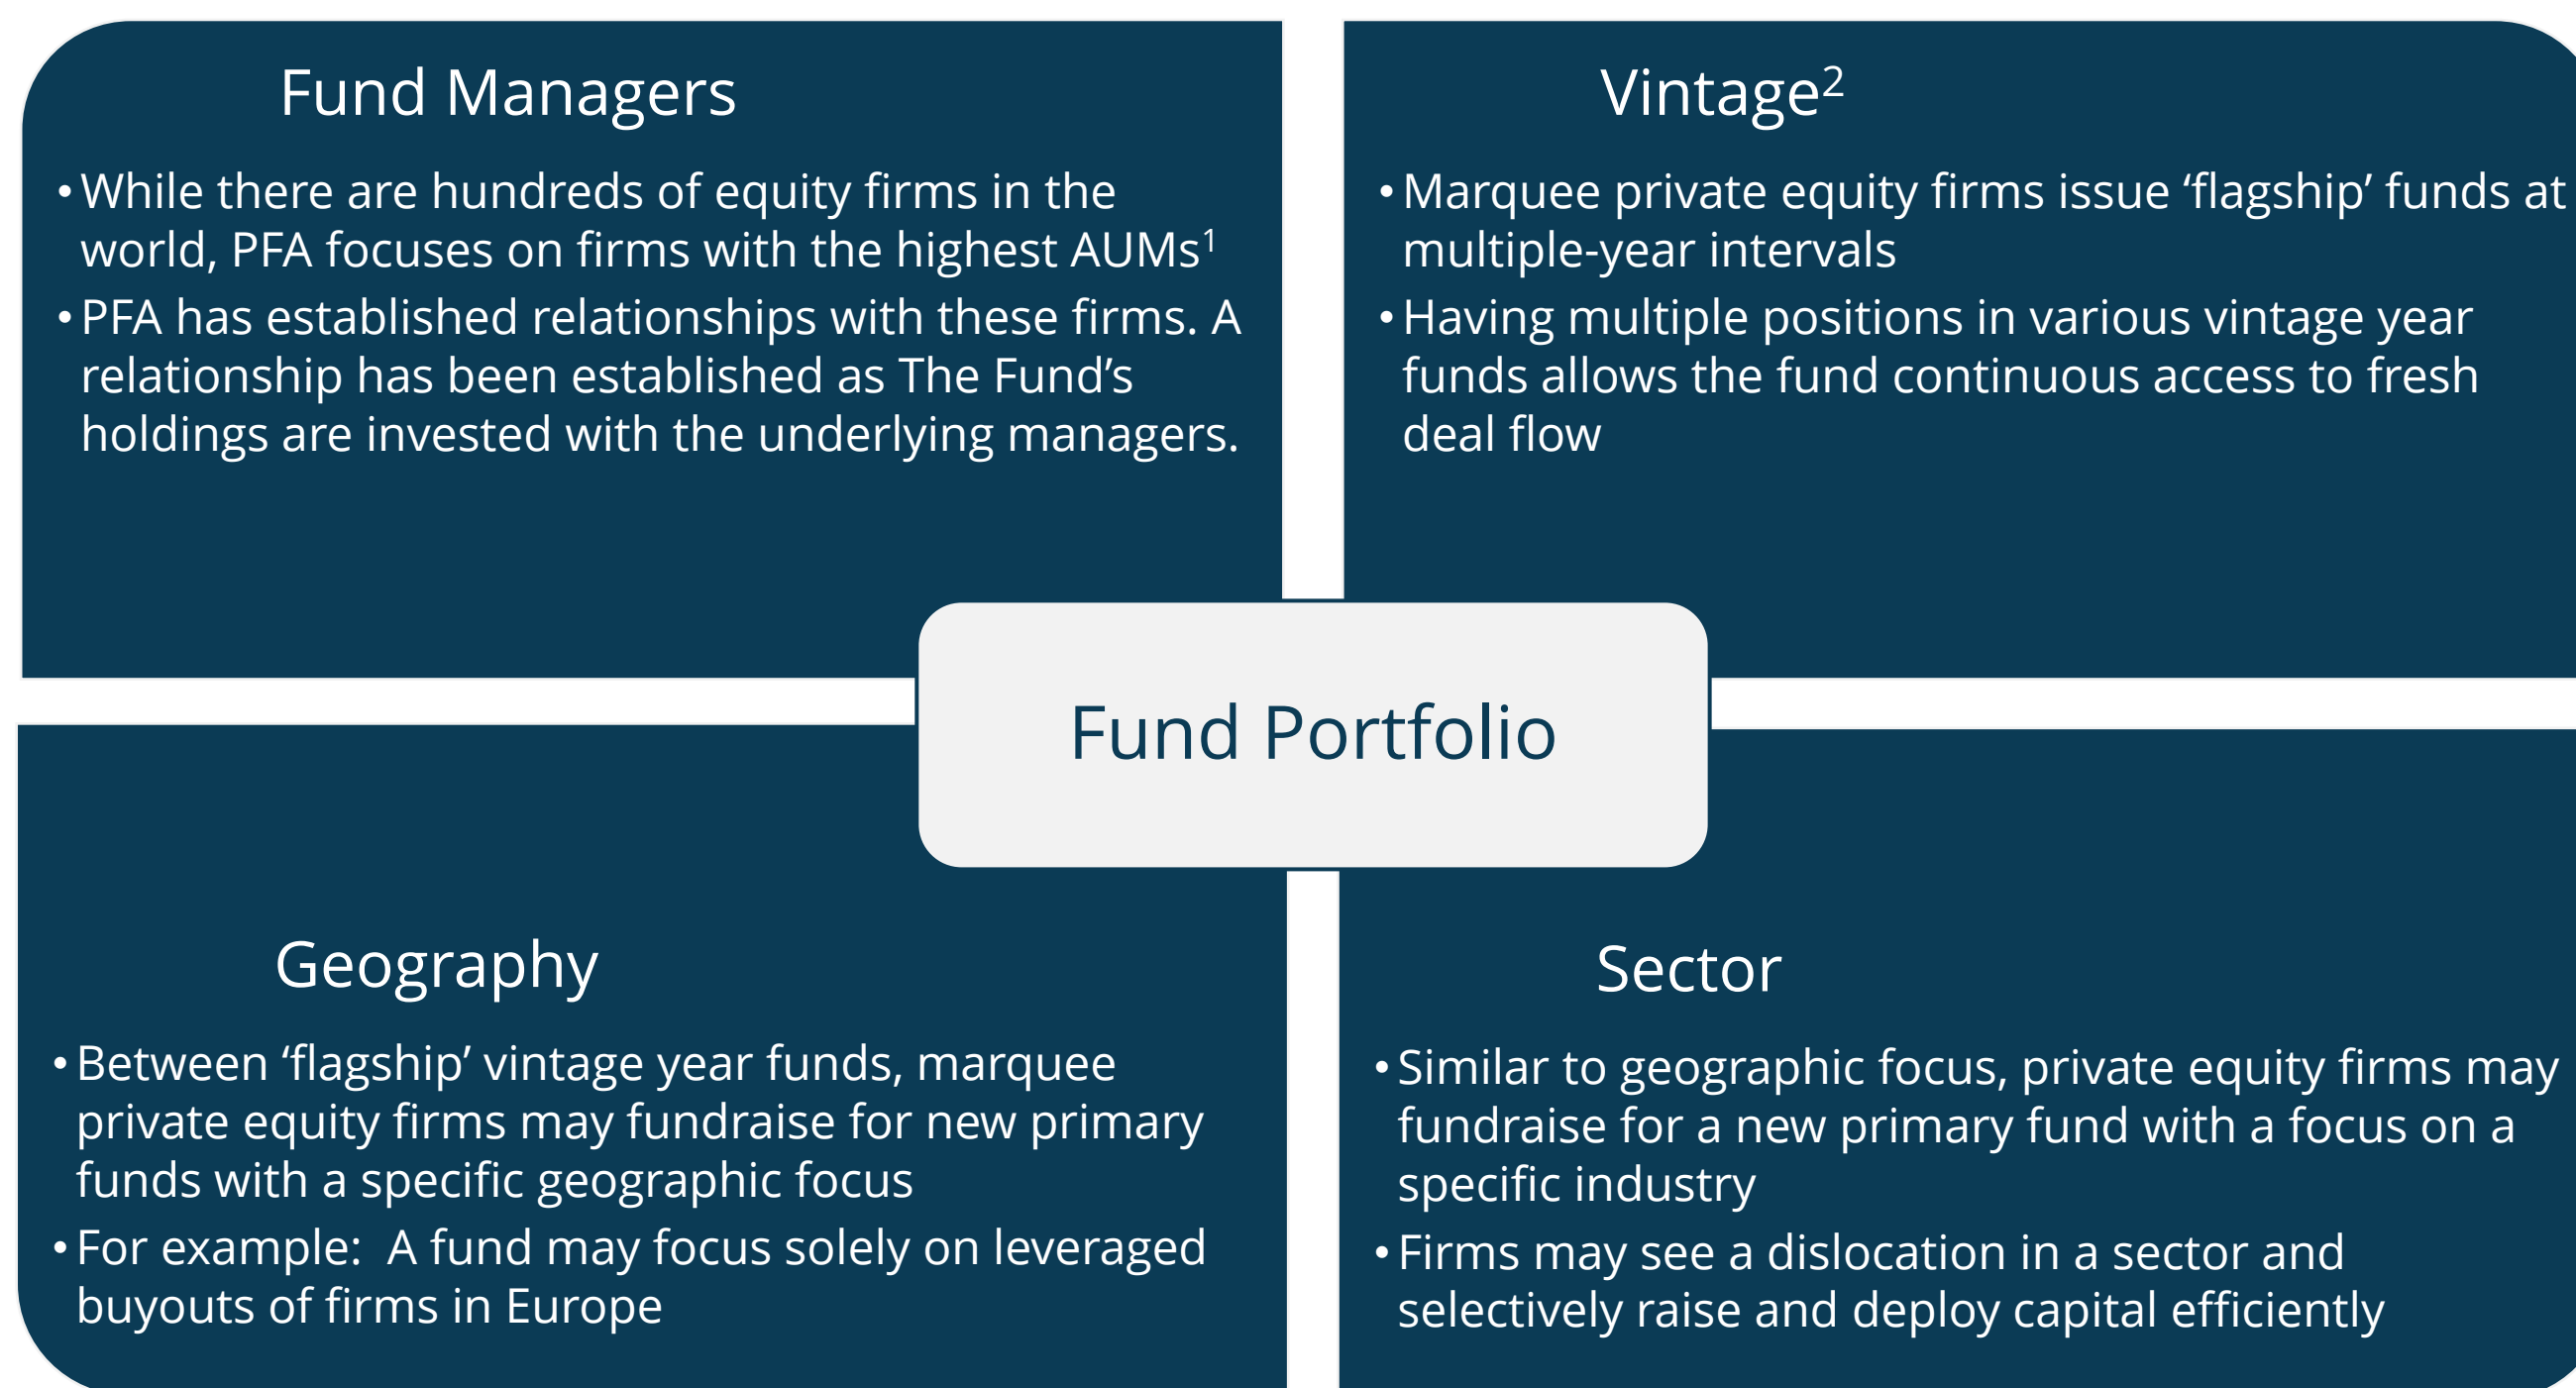 Fund Managers
• While there are hundreds of equity firms in the
world, PFA focuses on firms with the highest AUMs¹
• PFA has established relationships with these firms. A
relationship has been established as The Fund’s
holdings are invested with the underlying managers.
Vintage²
• Marquee private equity firms issue ‘flagship’ funds at
multiple-year intervals
• Having multiple positions in various vintage year
funds allows the fund continuous access to fresh
deal flow
Fund Portfolio
Geography
• Between ‘flagship’ vintage year funds, marquee
private equity firms may fundraise for new primary
funds with a specific geographic focus
• For example:  A fund may focus solely on leveraged
buyouts of firms in Europe
Sector
• Similar to geographic focus, private equity firms may
fundraise for a new primary fund with a focus on a
specific industry
• Firms may see a dislocation in a sector and
selectively raise and deploy capital efficiently